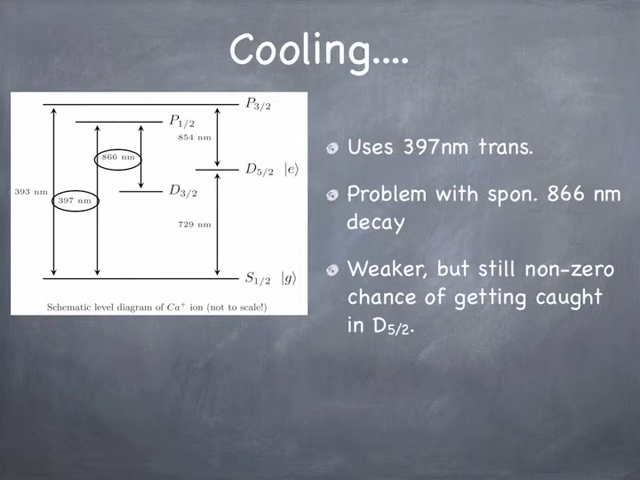 Cooling....
P3/2
P1/2
854 nm
866 nm
D5/2 |e⟩
D3/2
393 nm
397 nm
729 nm
S1/2 |g⟩
Schematic level diagram of Ca+ ion (not to scale!)
Uses 397nm trans.
Problem with spon. 866 nm
decay
Weaker, but still non-zero
chance of getting caught
in D5/2.